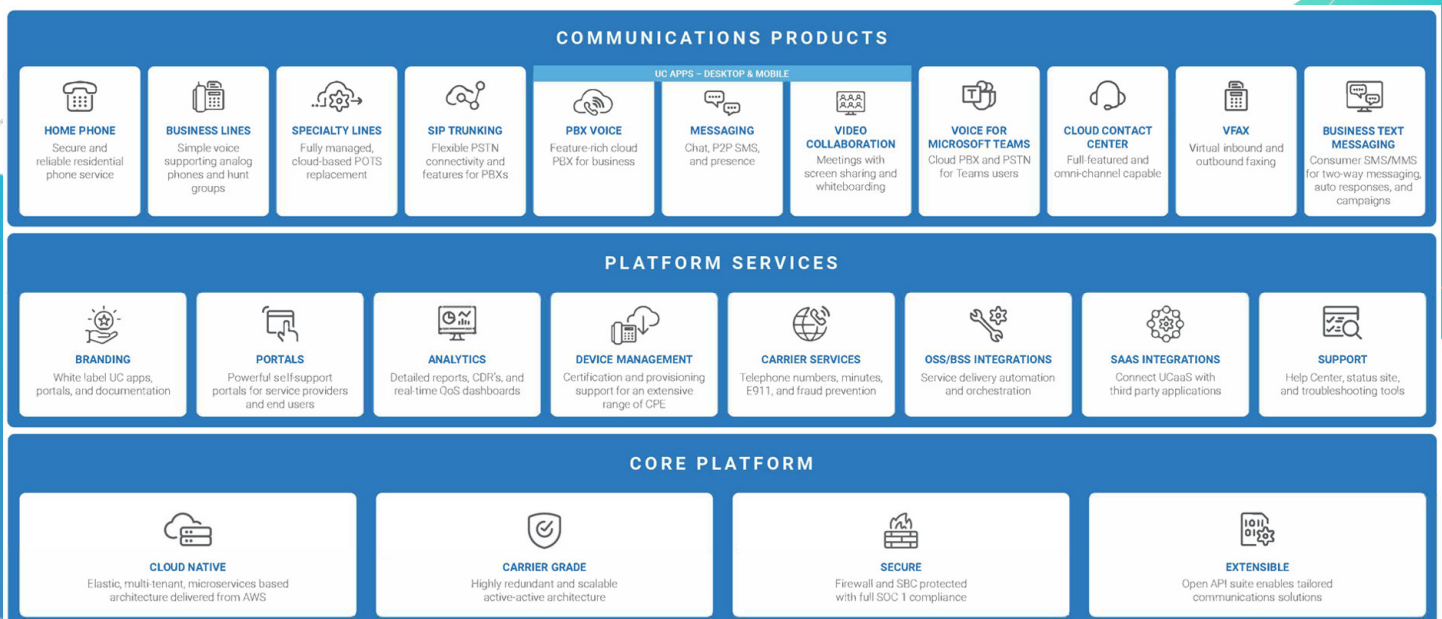 COMMUNICATIONS PRODUCTS
HOME PHONE
Secure and
reliable residential
phone service
BUSINESS LINES
Simple voice
supporting analog
phones and hunt
groups
SPECIALTY LINES
Fully managed,
cloud-based POTS
replacement
SIP TRUNKING
Flexible PSTN
connectivity and
features for PBXs
UC APPS – DESKTOP & MOBILE
PBX VOICE
Feature-rich cloud
PBX for business
MESSAGING
Chat, P2P SMS,
and presence
VIDEO
COLLABORATION
Meetings with
screen sharing and
whiteboarding
VOICE FOR
MICROSOFT TEAMS
Cloud PBX and PSTN
for Teams users
CLOUD CONTACT
CENTER
Full-featured and
omni-channel capable
VFAX
Virtual inbound and
outbound faxing
BUSINESS TEXT
MESSAGING
Consumer SMS/MMS
for two-way messaging,
auto responses, and
campaigns
PLATFORM SERVICES
BRANDING
White label UC apps,
portals, and documentation
PORTALS
Powerful self-support
portals for service providers
and end users
ANALYTICS
Detailed reports, CDR's, and
real-time QoS dashboards
DEVICE MANAGEMENT
Certification and provisioning
support for an extensive
range of CPE
CARRIER SERVICES
Telephone numbers, minutes,
E911, and fraud prevention
OSS/BSS INTEGRATIONS
Service delivery automation
and orchestration
SAAS INTEGRATIONS
Connect UCaaS with
third party applications
SUPPORT
Help Center, status site,
and troubleshooting tools
CORE PLATFORM
CLOUD NATIVE
Elastic, multi-tenant, microservices based
architecture delivered from AWS
CARRIER GRADE
Highly redundant and scalable
active-active architecture
SECURE
Firewall and SBC protected
with full SOC 1 compliance
EXTENSIBLE
Open API suite enables tailored
communications solutions